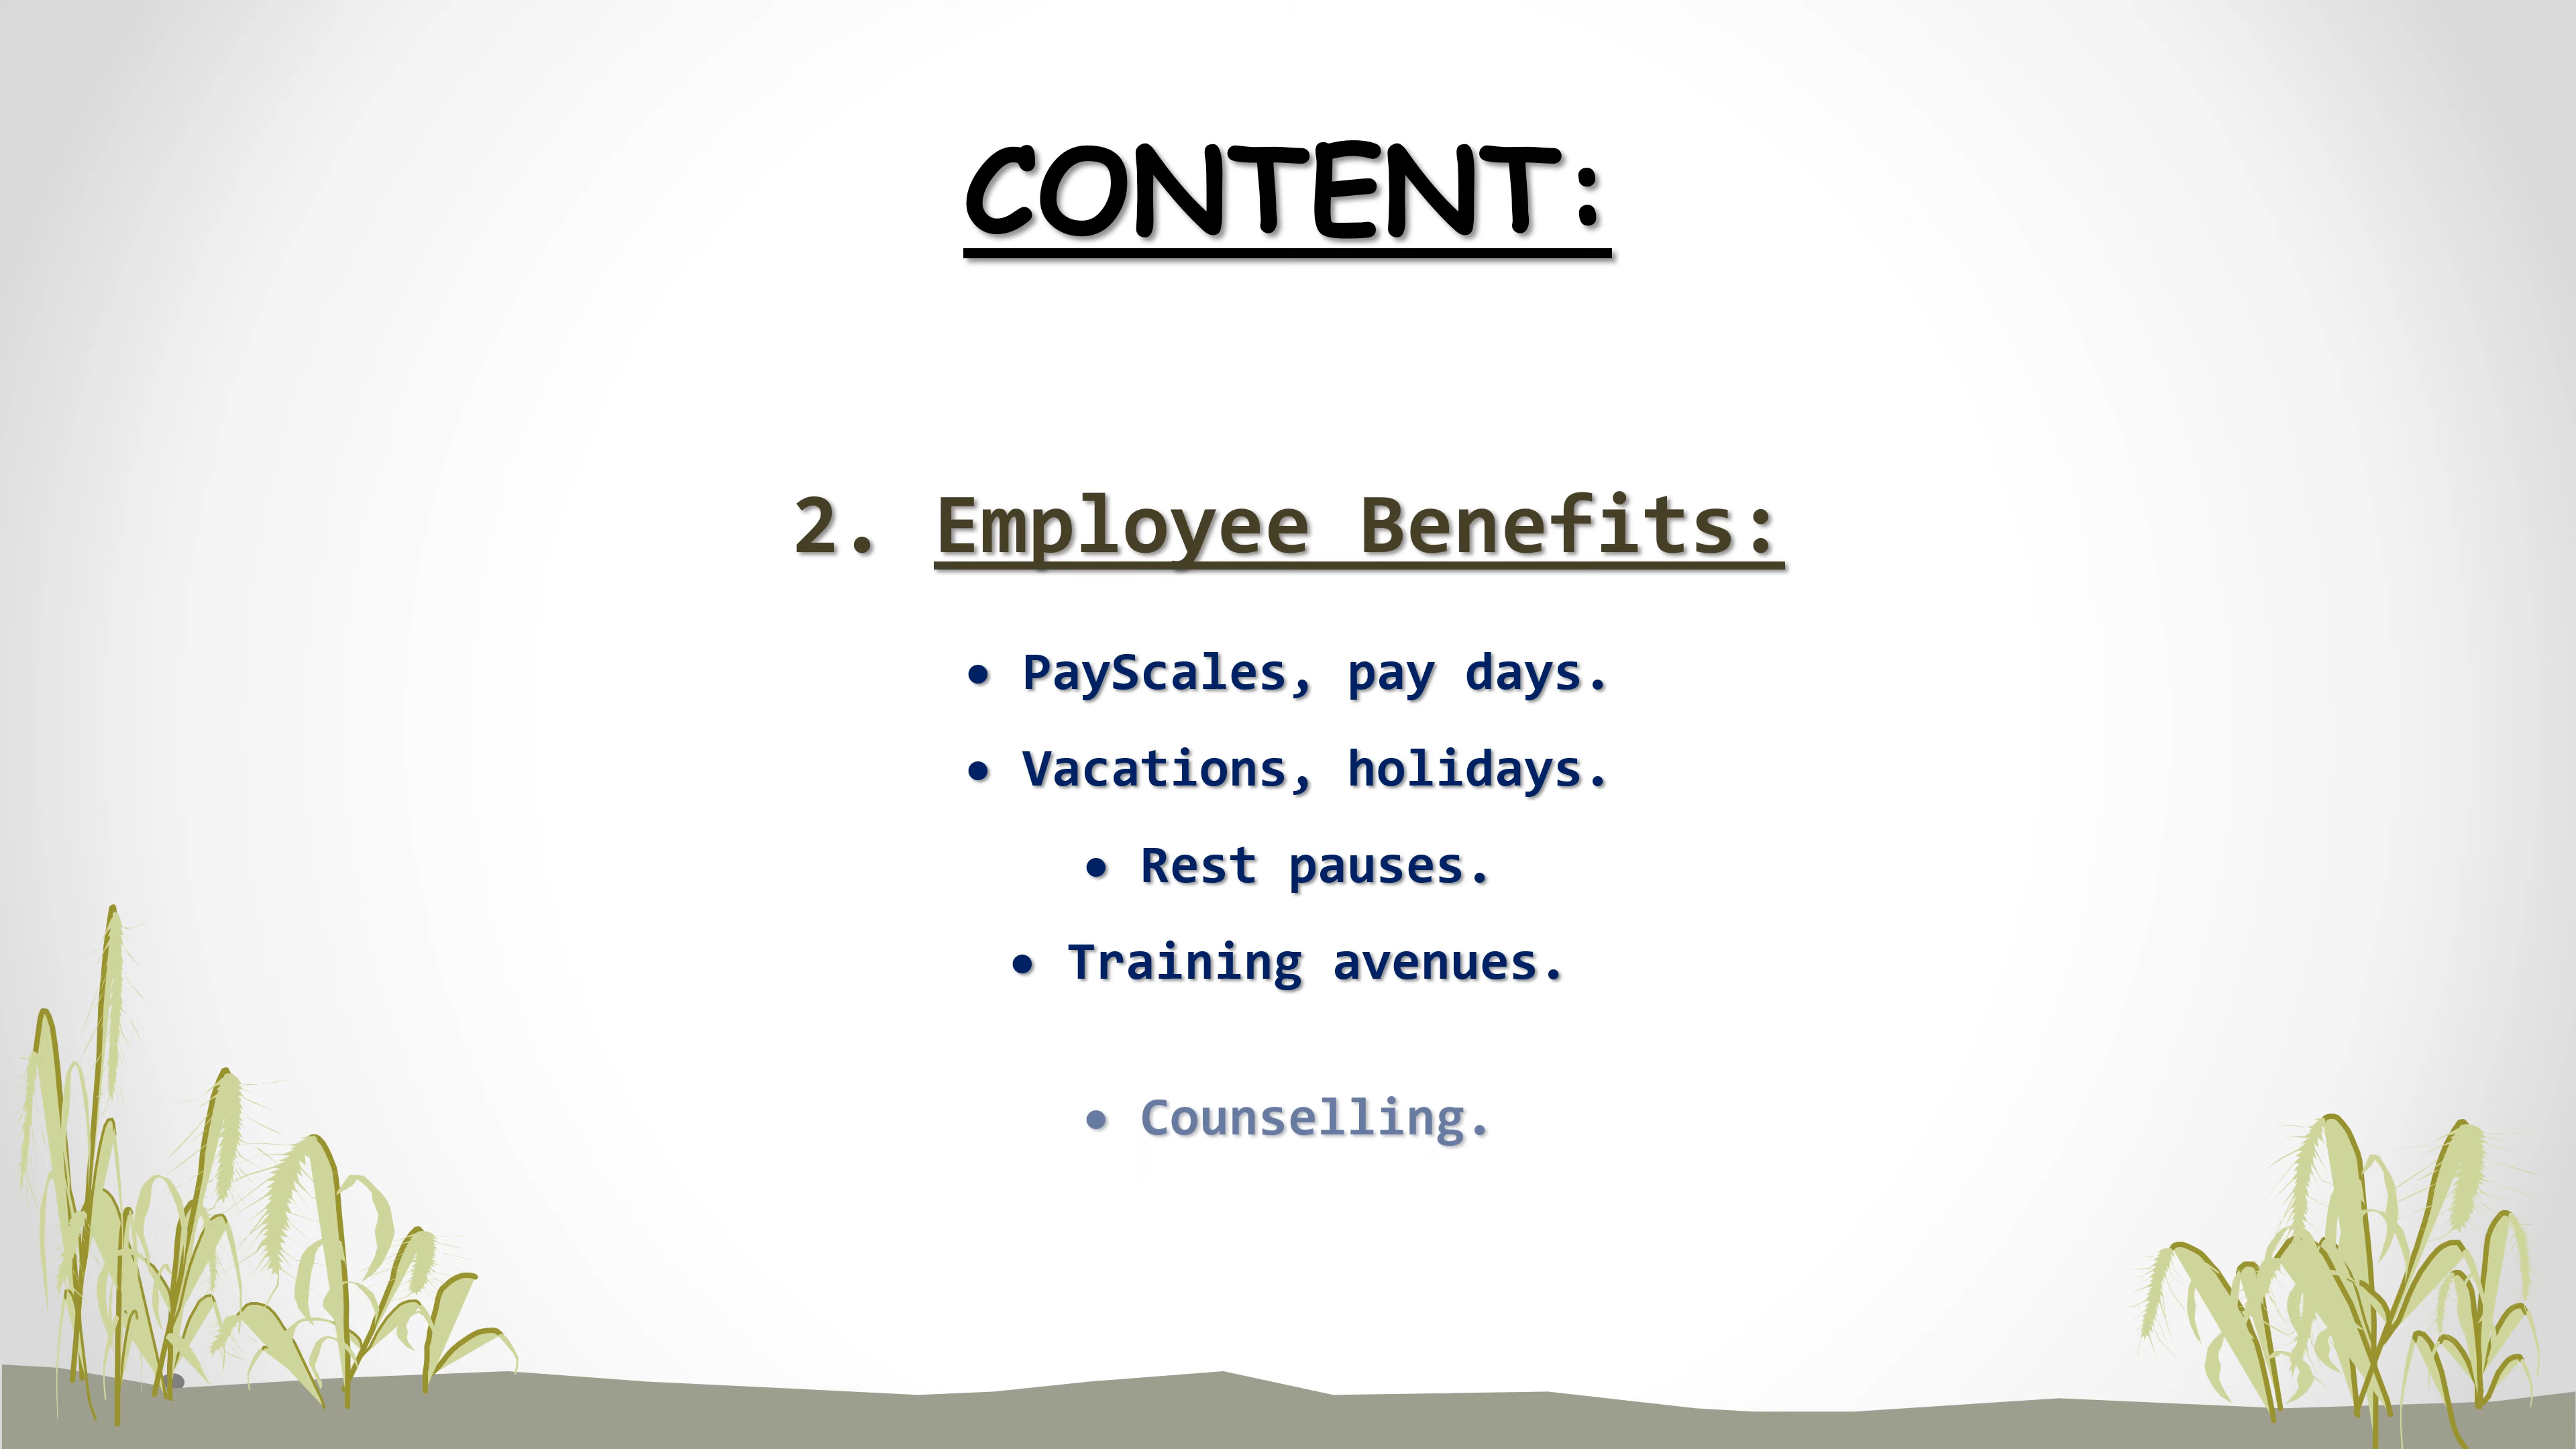 CONTENT:
2. Employee Benefits:
• PayScales, pay days.
• Vacations, holidays.
• Rest pauses.
• Training avenues.
• Counselling.